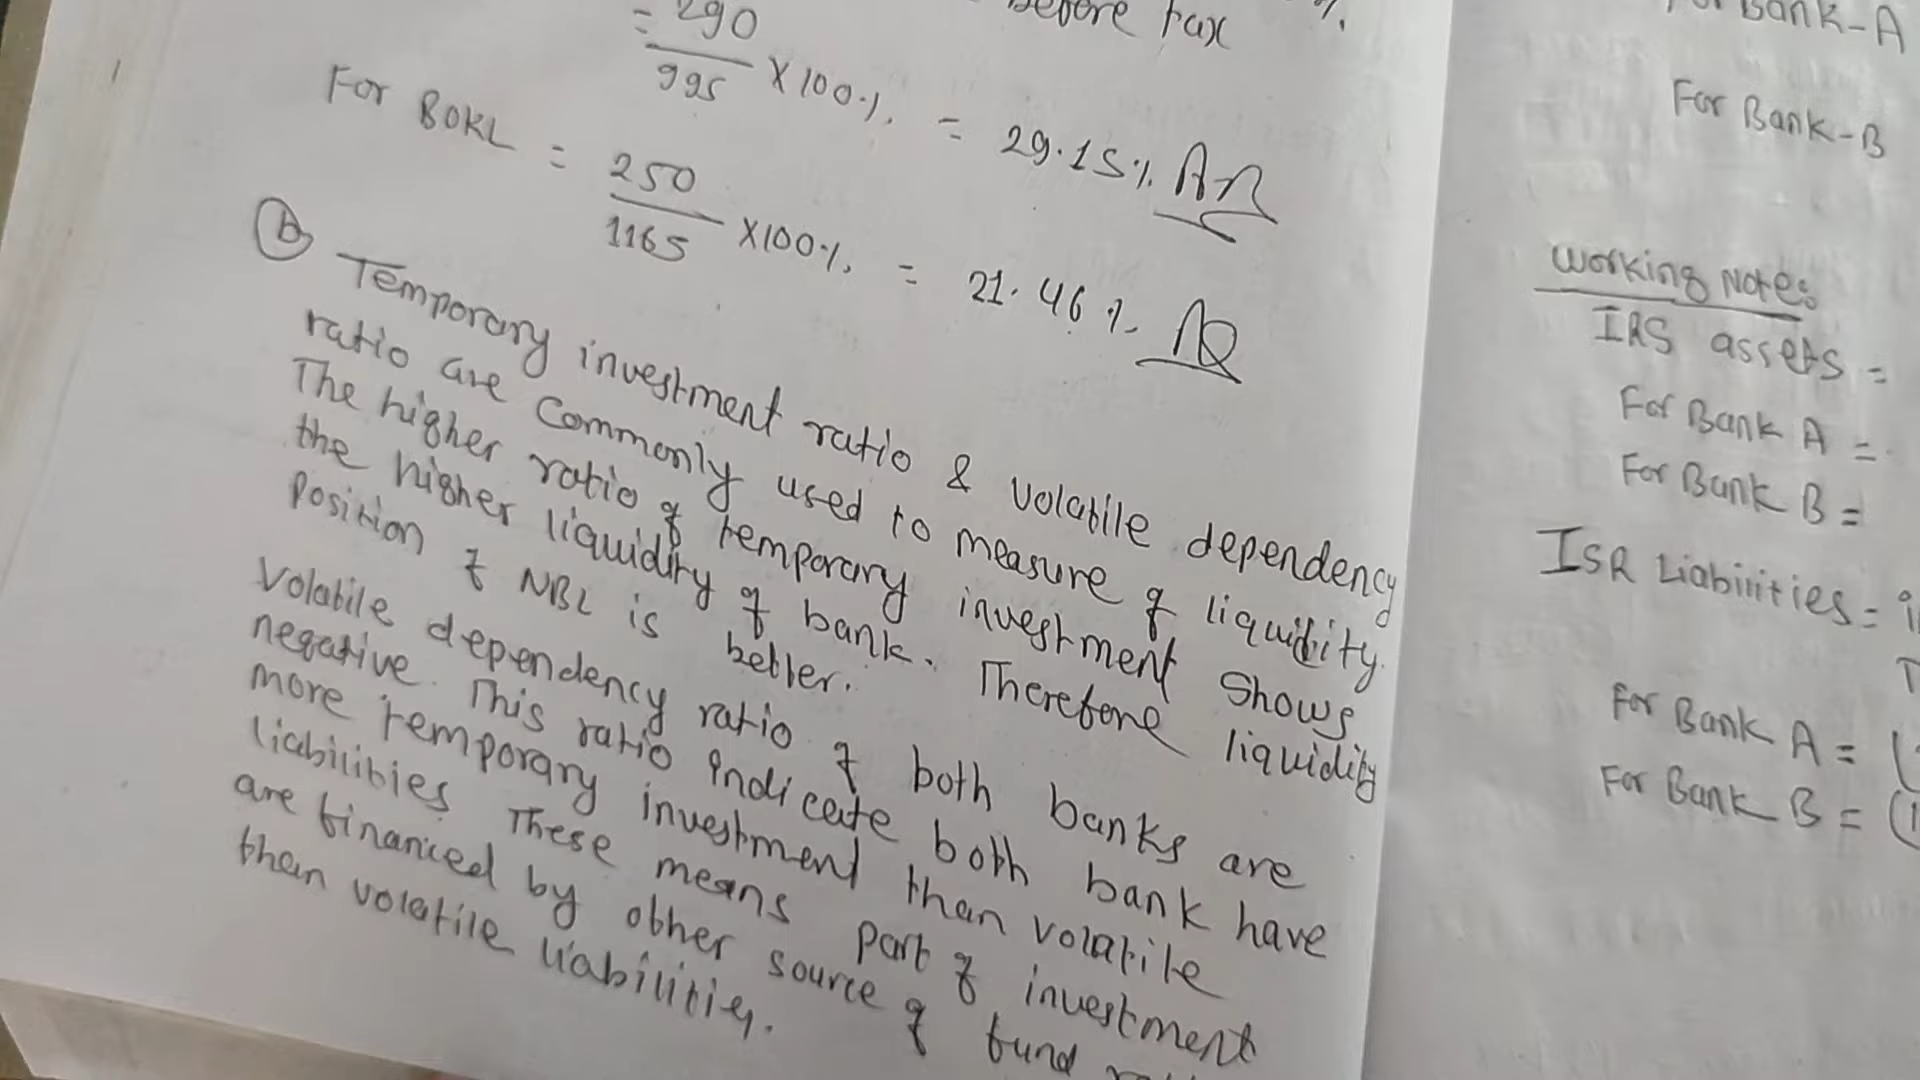 before tax
= 290
995 × 100%. = 29.15%. An
For BOKL = 250
1165 ×100%. = 21.46%
(b) Temporary investment ratio & volatile dependency
ratio are commonly used to measure of liquidity.
The higher ratio of temporary investment shows
the higher liquidity of bank. Therefore liquidity
position of NBL is better.
Volatile dependency ratio of both banks are
negative. This ratio indicate both bank have
more temporary investment than volatile
liabilities. These means part of investment
are financed by other source of fund
than volatile liabilities.
For Bank-A
For Bank-B
Working Notes
IRS assets =
For Bank A =
For Bank B =
ISR Liabilities =
For Bank A = (
For Bank B = (1